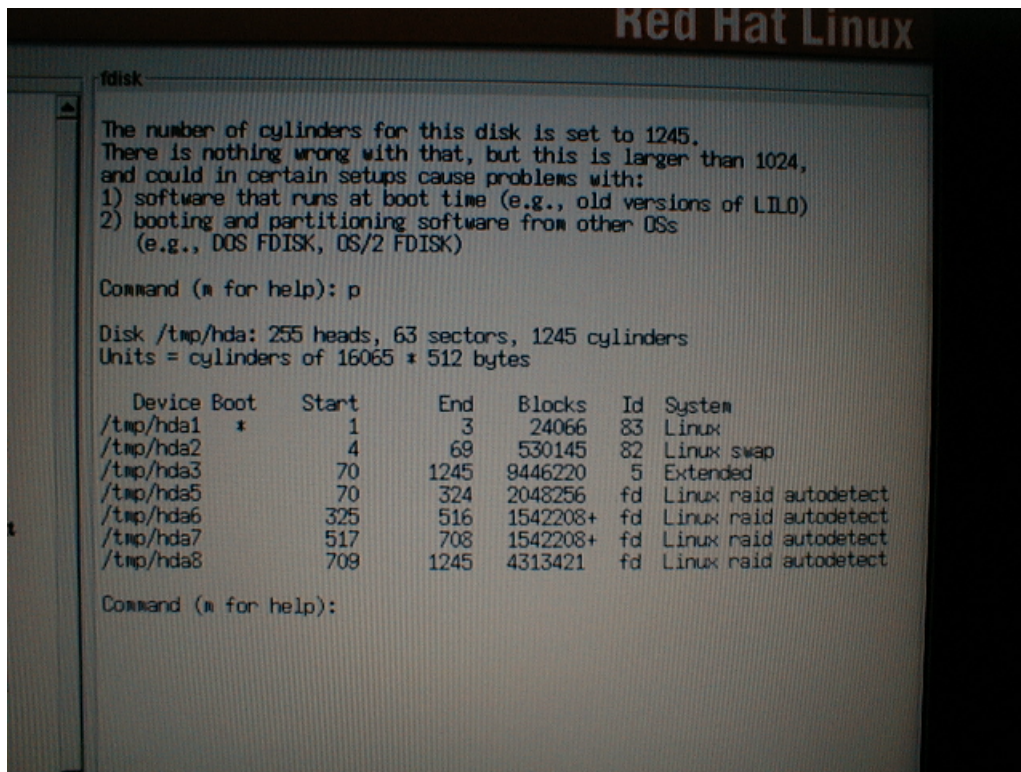 Red Hat Linux
fdisk
The number of cylinders for this disk is set to 1245.
There is nothing wrong with that, but this is larger than 1024,
and could in certain setups cause problems with:
1) software that runs at boot time (e.g., old versions of LILO)
2) booting and partitioning software from other OSs
(e.g., DOS FDISK, OS/2 FDISK)
Command (m for help): p
Disk /tmp/hda: 255 heads, 63 sectors, 1245 cylinders
Units = cylinders of 16065 * 512 bytes
Device Boot Start End Blocks Id System
/tmp/hda1 * 1 3 24066 83 Linux
/tmp/hda2 4 69 530145 82 Linux swap
/tmp/hda3 70 1245 9446220 5 Extended
/tmp/hda5 70 324 2048256 fd Linux raid autodetect
/tmp/hda6 325 516 1542208+ fd Linux raid autodetect
/tmp/hda7 517 708 1542208+ fd Linux raid autodetect
/tmp/hda8 709 1245 4313421 fd Linux raid autodetect
Command (m for help):